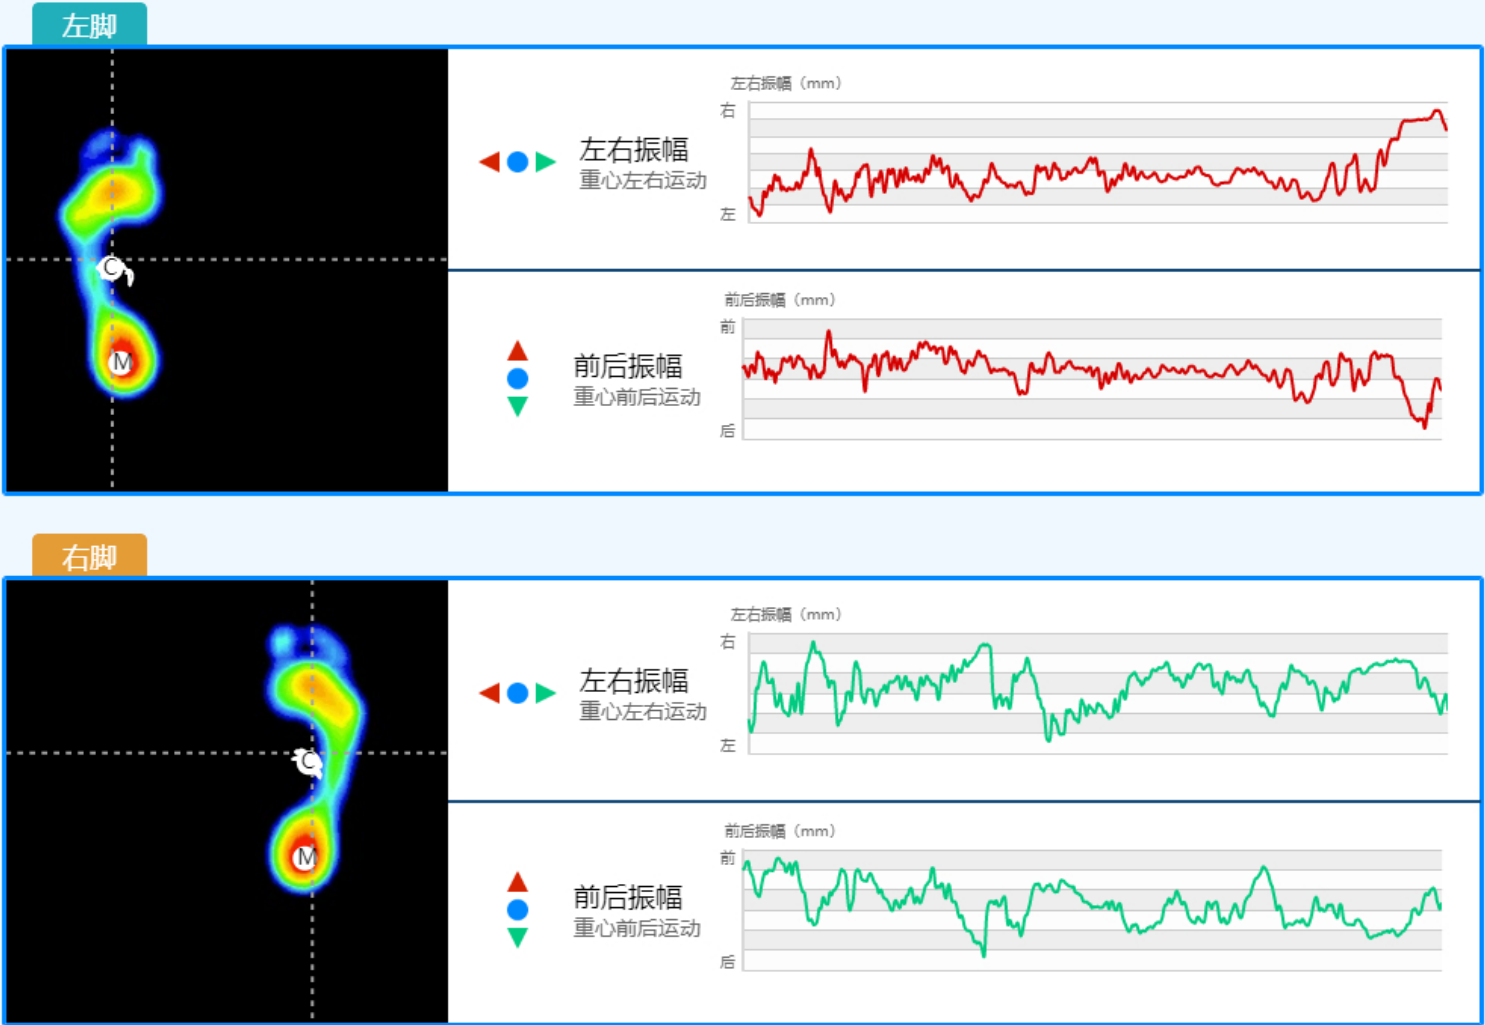 左脚
左右振幅（mm）
右
左右振幅
重心左右运动
左
C
前后振幅（mm）
前
前后振幅
重心前后运动
后
M
右脚
左右振幅（mm）
右
左右振幅
重心左右运动
左
C
前后振幅（mm）
前
前后振幅
重心前后运动
后
M